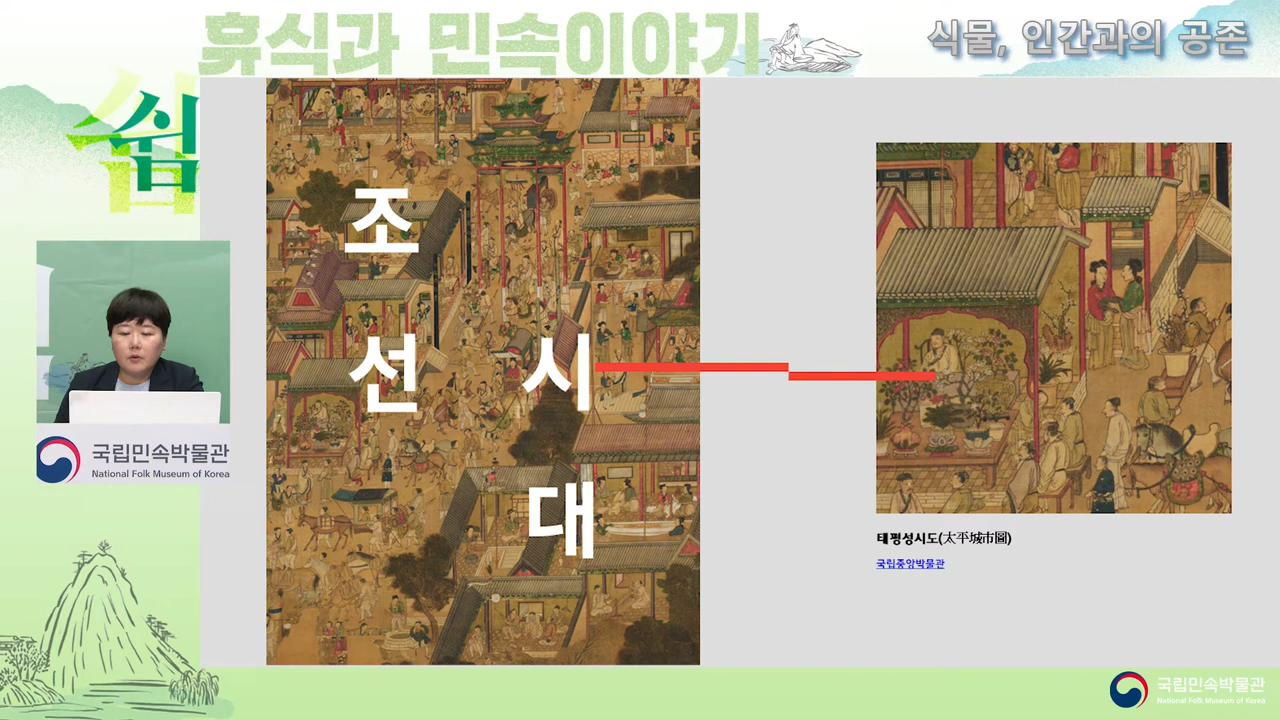 휴식과 민속이야기
식물, 인간과의 공존
쉼
조선
시대
국립민속박물관
National Folk Museum of Korea
태평성시도(太平城市圖)
국립중앙박물관
국립민속박물관
National Folk Museum of Korea